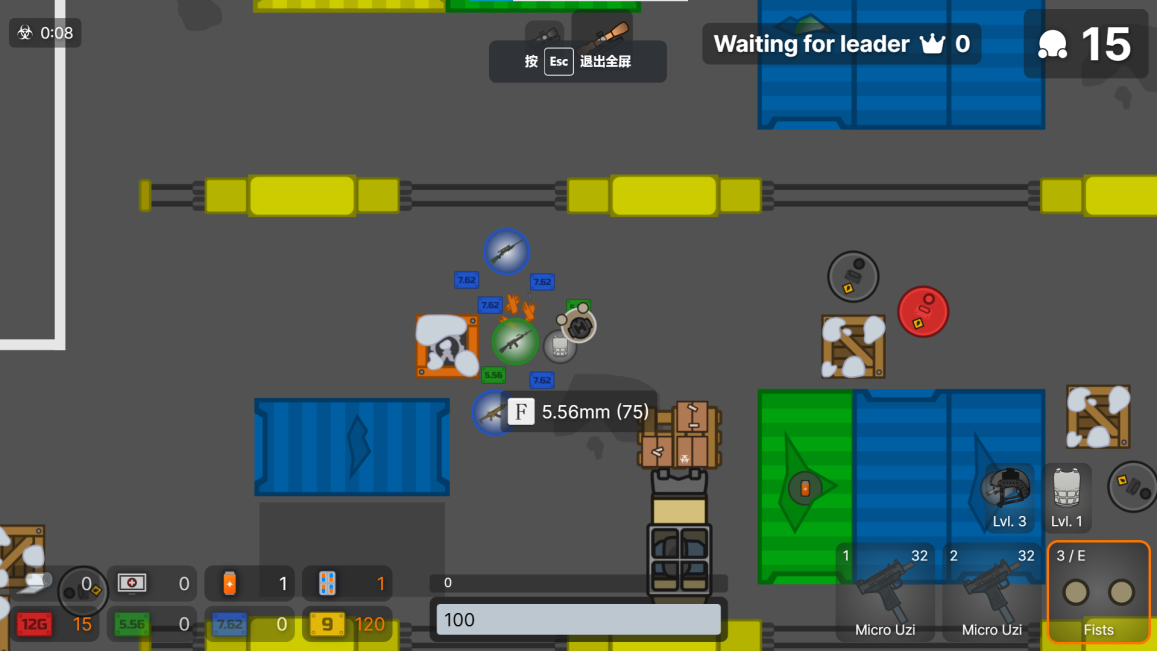 0:08
按 Esc 退出全屏
Waiting for leader 0
15
7.62
7.62
7.62
5.56
7.62
F 5.56mm (75)
Lvl. 3
Lvl. 1
0
0
1
1
12G 15
5.56 0
7.62 0
9 120
0
100
1 32
Micro Uzi
2 32
Micro Uzi
3 / E
Fists